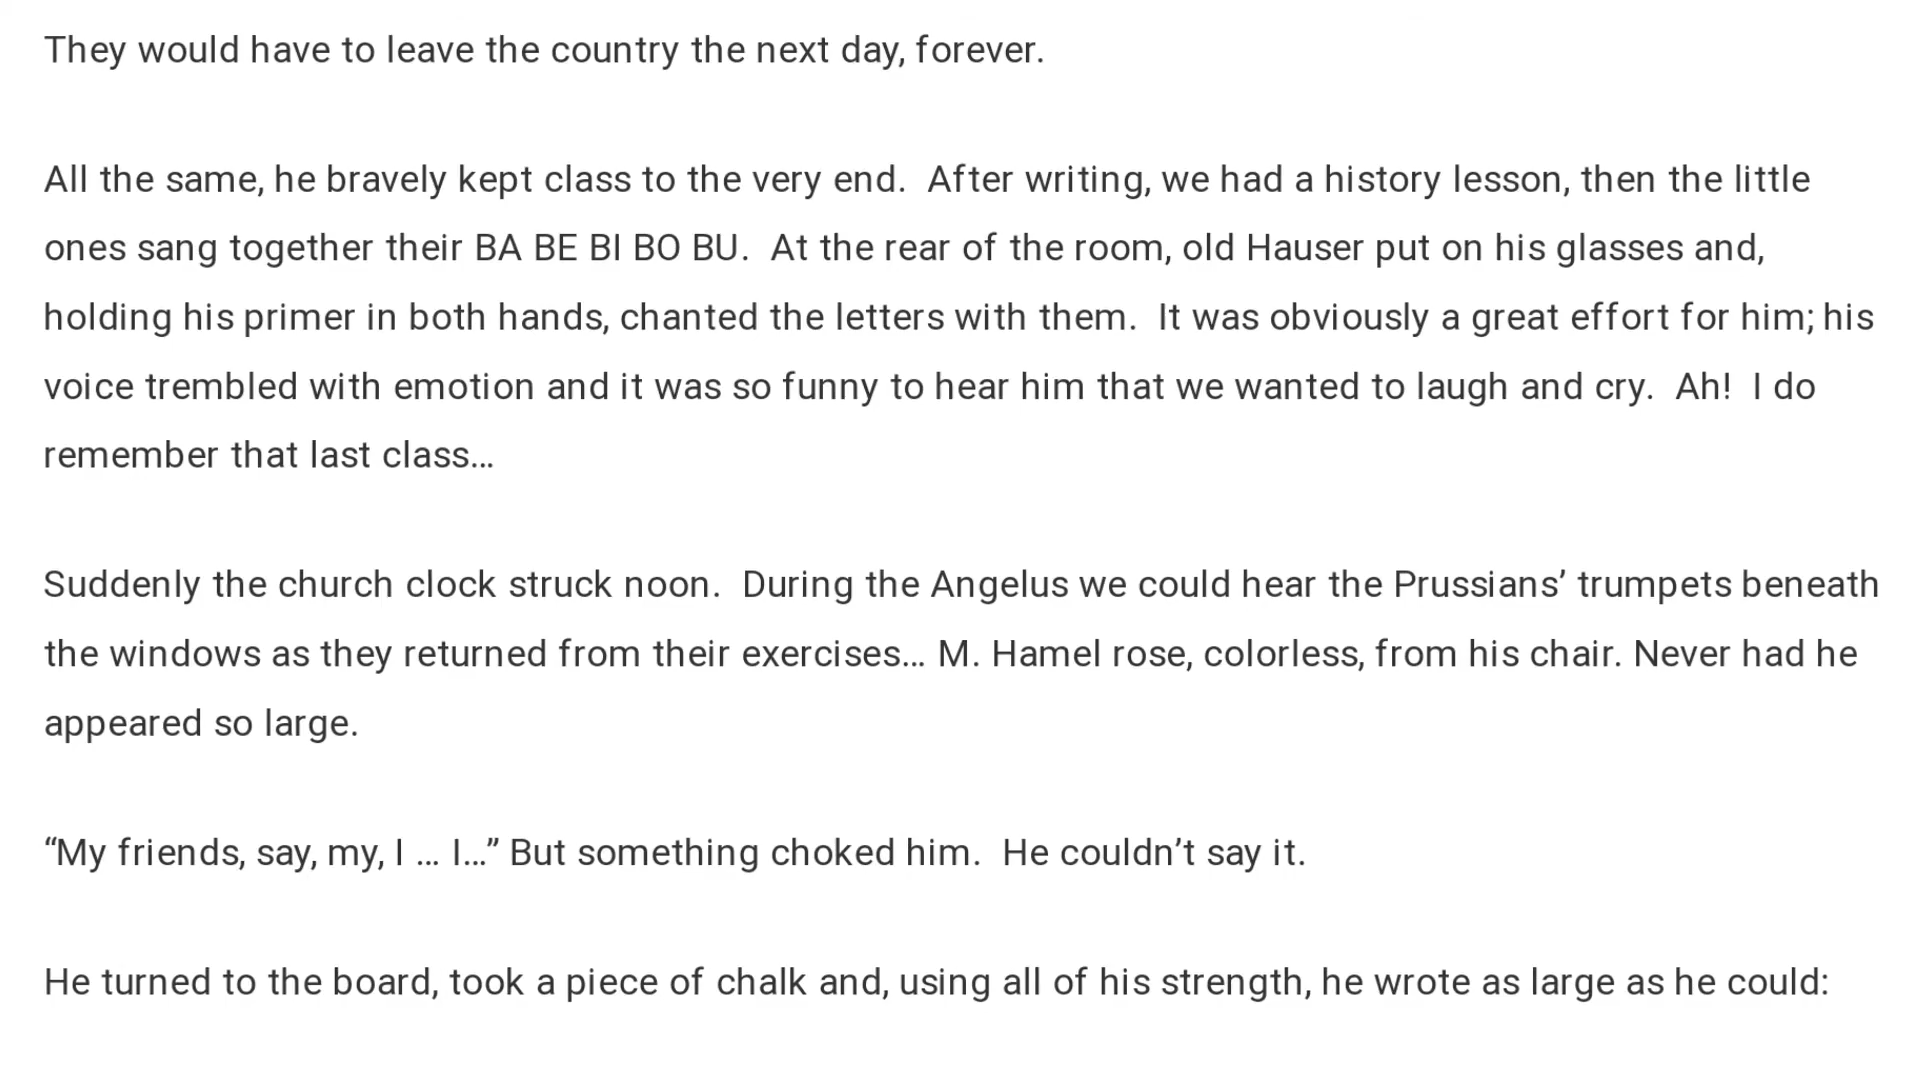 They would have to leave the country the next day, forever.
All the same, he bravely kept class to the very end.  After writing, we had a history lesson, then the little
ones sang together their BA BE BI BO BU.  At the rear of the room, old Hauser put on his glasses and,
holding his primer in both hands, chanted the letters with them.  It was obviously a great effort for him; his
voice trembled with emotion and it was so funny to hear him that we wanted to laugh and cry.  Ah!  I do
remember that last class…
Suddenly the church clock struck noon.  During the Angelus we could hear the Prussians’ trumpets beneath
the windows as they returned from their exercises… M. Hamel rose, colorless, from his chair. Never had he
appeared so large.
“My friends, say, my, I … I…” But something choked him.  He couldn’t say it.
He turned to the board, took a piece of chalk and, using all of his strength, he wrote as large as he could: